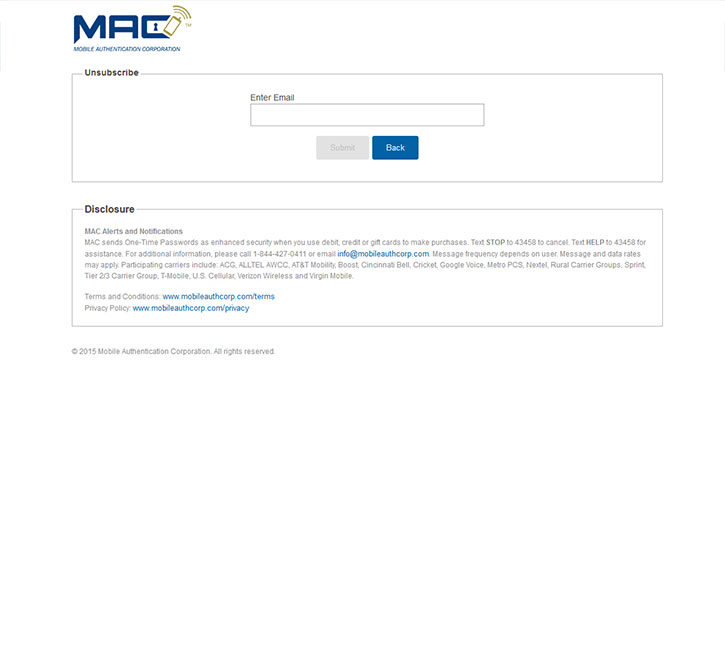 MAC TM
MOBILE AUTHENTICATION CORPORATION
Unsubscribe
Enter Email
Submit Back
Disclosure
MAC Alerts and Notifications
MAC sends One-Time Passwords as enhanced security when you use debit, credit or gift cards to make purchases. Text STOP to 43458 to cancel. Text HELP to 43458 for
assistance. For additional information, please call 1-844-427-0411 or email info@mobileauthcorp.com. Message frequency depends on user. Message and data rates
may apply. Participating carriers include: ACG, ALLTEL AWCC, AT&T Mobility, Boost, Cincinnati Bell, Cricket, Google Voice, Metro PCS, Nextel, Rural Carrier Groups, Sprint,
Tier 2/3 Carrier Group, T-Mobile, U.S. Cellular, Verizon Wireless and Virgin Mobile.
Terms and Conditions: www.mobileauthcorp.com/terms
Privacy Policy: www.mobileauthcorp.com/privacy
© 2015 Mobile Authentication Corporation. All rights reserved.